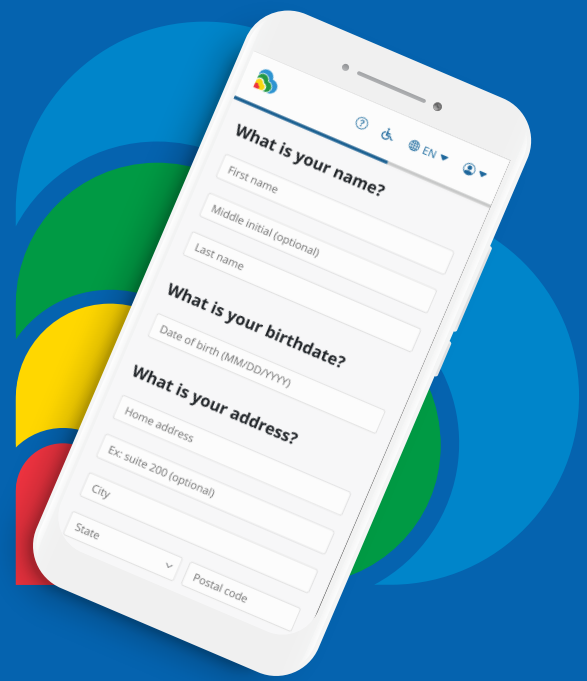 ?
EN
What is your name?
First name
Middle initial (optional)
Last name
What is your birthdate?
Date of birth (MM/DD/YYYY)
What is your address?
Home address
Ex: suite 200 (optional)
City
State
Postal code